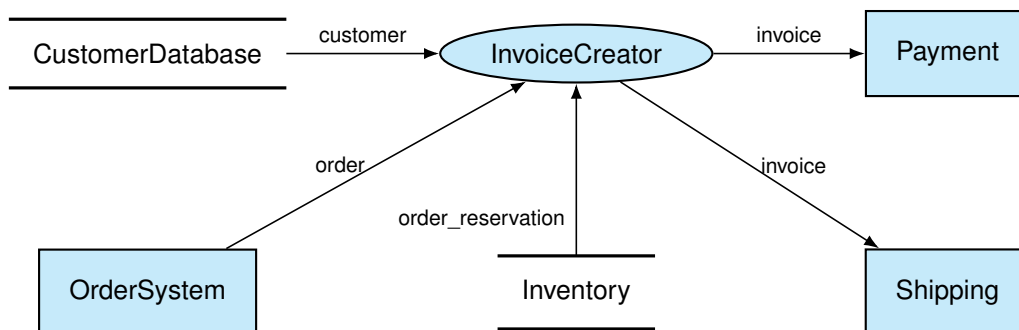 customer
invoice
CustomerDatabase
InvoiceCreator
Payment
order
invoice
order_reservation
OrderSystem
Inventory
Shipping